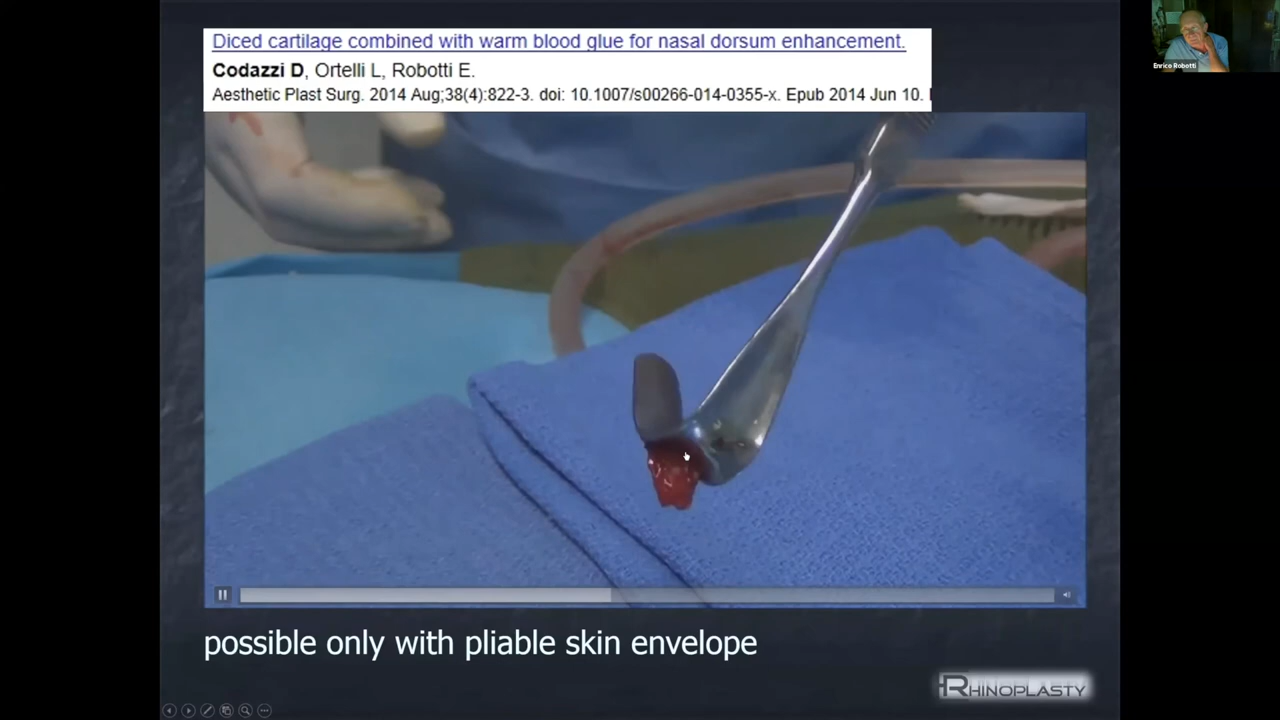 Diced cartilage combined with warm blood glue for nasal dorsum enhancement.
Codazzi D, Ortelli L, Robotti E.
Aesthetic Plast Surg. 2014 Aug;38(4):822-3. doi: 10.1007/s00266-014-0355-x. Epub 2014 Jun 10.
Enrico Robotti
possible only with pliable skin envelope
RHINOPLASTY